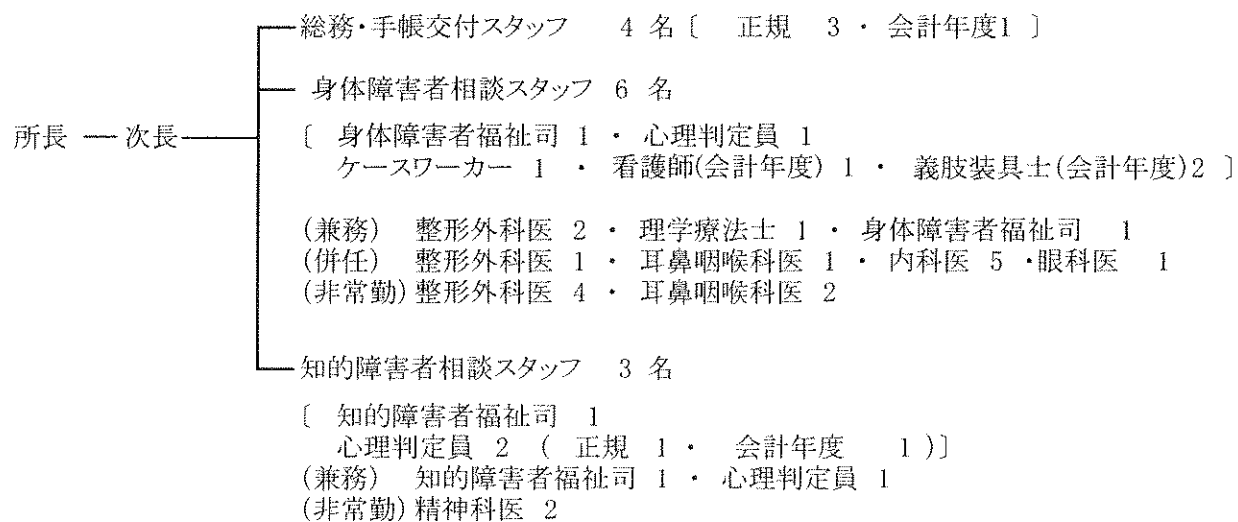 総務・手帳交付スタッフ 4 名〔 正規 3 ・ 会計年度1 〕
身体障害者相談スタッフ 6 名
所長 ― 次長
〔 身体障害者福祉司 1 ・ 心理判定員 1
ケースワーカー 1 ・ 看護師(会計年度) 1 ・ 義肢装具士(会計年度)2 〕
(兼務) 整形外科医 2 ・ 理学療法士 1 ・ 身体障害者福祉司 1
(併任) 整形外科医 1 ・ 耳鼻咽喉科医 1 ・ 内科医 5 ・眼科医 1
(非常勤)整形外科医 4 ・ 耳鼻咽喉科医 2
知的障害者相談スタッフ 3 名
〔 知的障害者福祉司 1
心理判定員 2 ( 正規 1 ・ 会計年度 1 )〕
(兼務) 知的障害者福祉司 1 ・ 心理判定員 1
(非常勤)精神科医 2